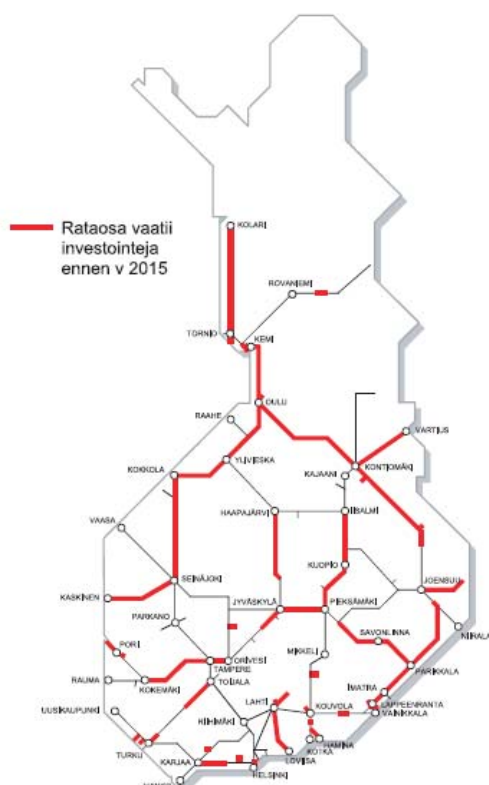 KOLARI
Rataosa vaatii
investointeja
ennen v 2015
ROVANIEMI
TORNIO
KEMI
OULU
RAAHE
VARTIUS
YLIVIESKA
KONTIOMÄKI
KOKKOLA
KAJAANI
HAAPAJÄRVI
IISALMI
VAASA
KUOPIO
SEINÄJOKI
JOENSUU
KASKINEN
JYVÄSKYLÄ
PIEKSÄMÄKI
PARKANO
SAVONLINNA
NIIRALA
PORI
ORIVESI
MIKKELI
TAMPERE
PARIKKALA
RAUMA
KOKEMÄKI
TOIJALA
IMATRA
LAHTI
LAPPEENRANTA
UUSIKAUPUNKI
KOUVOLA
VAINIKKALA
RIIHIMÄKI
HAMINA
TURKU
KOTKA
LOVIISA
KARJAA
HELSINKI